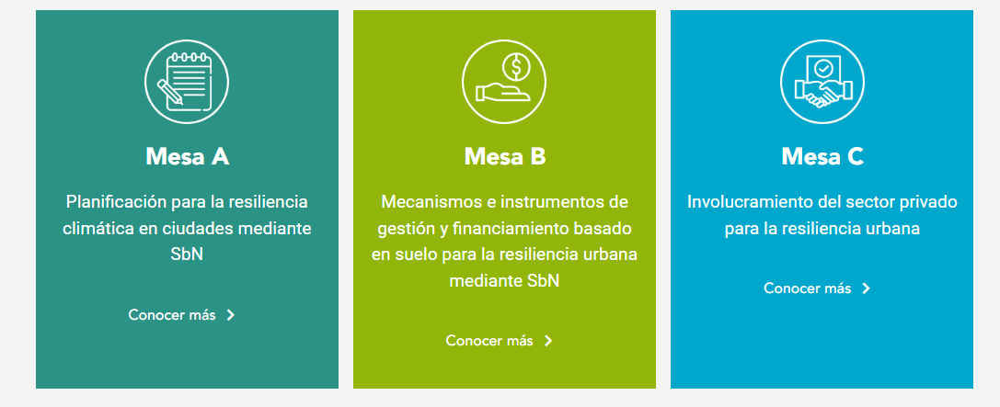 Mesa A
Planificación para la resiliencia
climática en ciudades mediante
SbN
Conocer más
Mesa B
Mecanismos e instrumentos de
gestión y financiamiento basado
en suelo para la resiliencia urbana
mediante SbN
Conocer más
Mesa C
Involucramiento del sector privado
para la resiliencia urbana
Conocer más